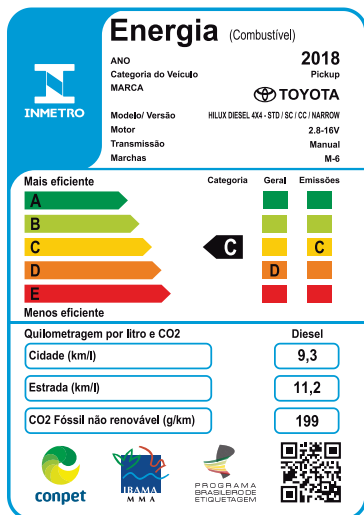 Energia (Combustível)
INMETRO
ANO 2018
Categoria do Veículo Pickup
MARCA TOYOTA
Modelo/ Versão HILUX DIESEL 4X4 - STD / SC / CC / NARROW
Motor 2.8-16V
Transmissão Manual
Marchas M-6
Mais eficiente Categoria Geral Emissões
A
B
C C C
D D
E
Menos eficiente
Quilometragem por litro e CO2 Diesel
Cidade (km/l) 9,3
Estrada (km/l) 11,2
CO2 Fóssil não renovável (g/km) 199
conpet
IBAMA
MMA
PROGRAMA
BRASILEIRO DE
ETIQUETAGEM